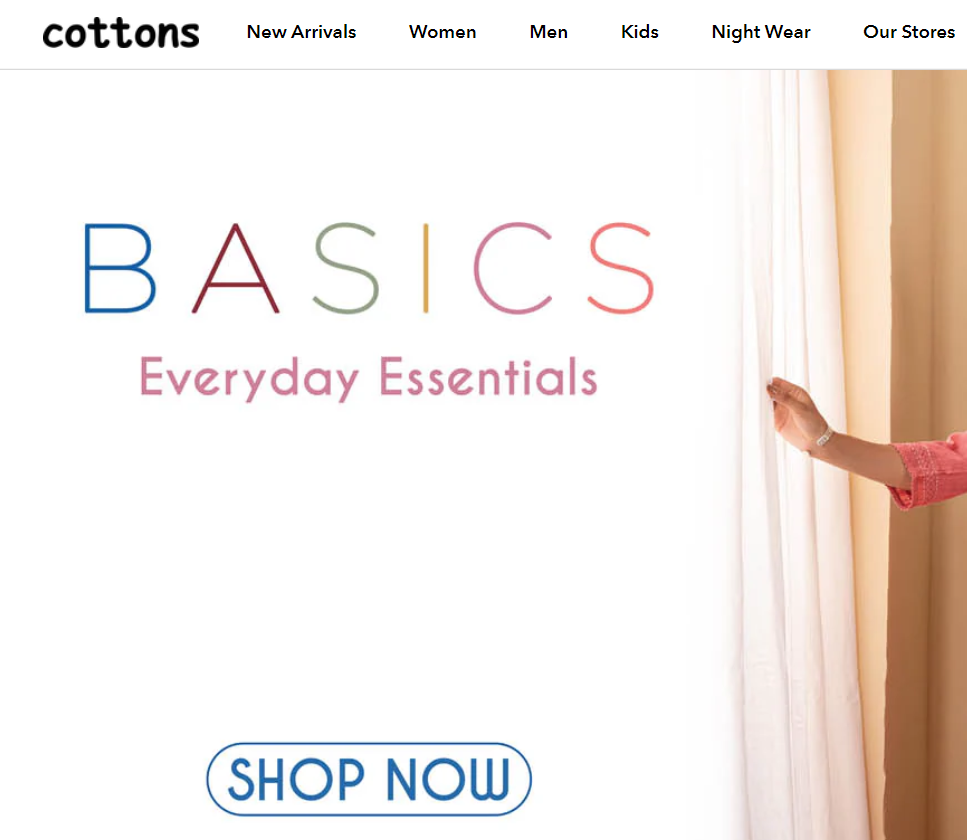 cottons New Arrivals Women Men Kids Night Wear Our Stores
BASICS
Everyday Essentials
SHOP NOW